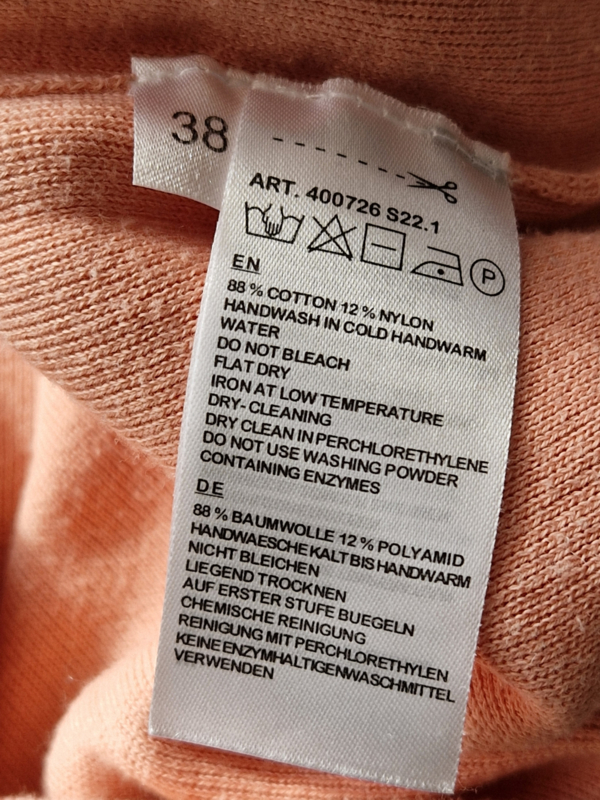 38
ART. 400726 S22.1
P
EN
88 % COTTON 12 % NYLON
HANDWASH IN COLD HANDWARM
WATER
DO NOT BLEACH
FLAT DRY
IRON AT LOW TEMPERATURE
DRY- CLEANING
DRY CLEAN IN PERCHLORETHYLENE
DO NOT USE WASHING POWDER
CONTAINING ENZYMES
DE
88 % BAUMWOLLE 12 % POLYAMID
HANDWAESCHE KALT BIS HANDWARM
NICHT BLEICHEN
LIEGEND TROCKNEN
AUF ERSTER STUFE BUEGELN
CHEMISCHE REINIGUNG
REINIGUNG MIT PERCHLORETHYLEN
KEINE ENZYMHALTIGEN WASCHMITTEL
VERWENDEN